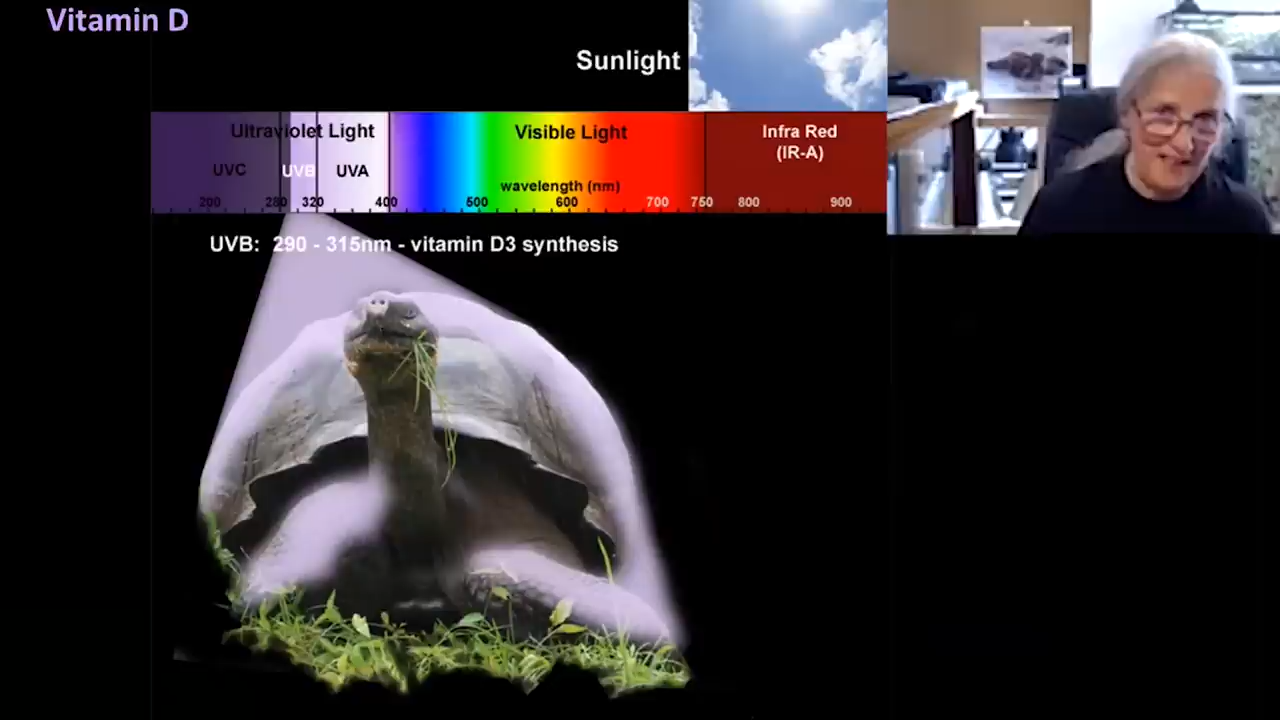 Vitamin D
Sunlight
Ultraviolet Light
Visible Light
Infra Red
(IR-A)
UVC
UVB
UVA
wavelength (nm)
200 280 320 400 500 600 700 750 800 900
UVB: 290 - 315nm - vitamin D3 synthesis